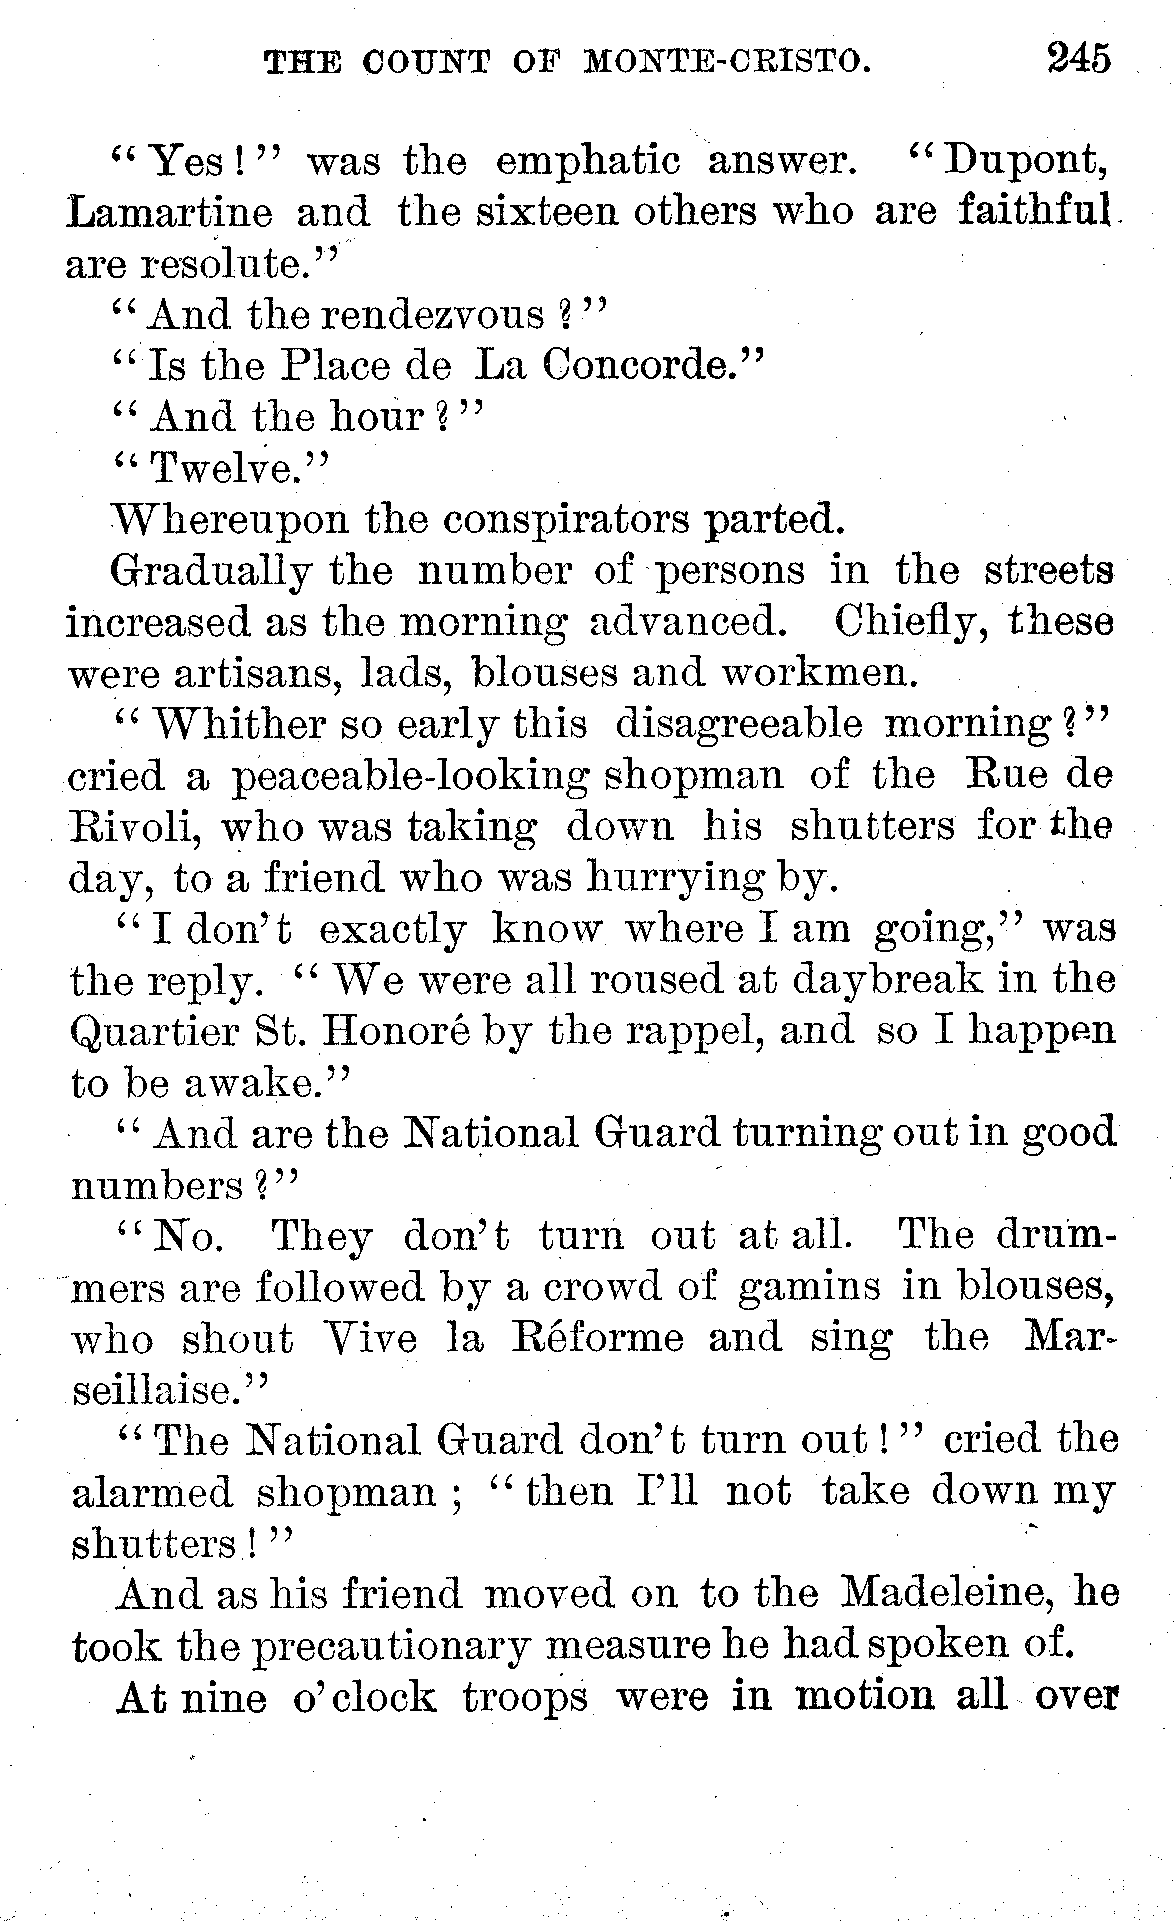 THE COUNT OF MONTE-CRISTO. 245
“Yes!” was the emphatic answer. “Dupont,
Lamartine and the sixteen others who are faithful
are resolute.”
“And the rendezvous?”
“Is the Place de La Concorde.”
“And the hour?”
“Twelve.”
Whereupon the conspirators parted.
Gradually the number of persons in the streets
increased as the morning advanced. Chiefly, these
were artisans, lads, blouses and workmen.
“Whither so early this disagreeable morning?”
cried a peaceable-looking shopman of the Rue de
Rivoli, who was taking down his shutters for the
day, to a friend who was hurrying by.
“I don’t exactly know where I am going,” was
the reply. “We were all roused at daybreak in the
Quartier St. Honoré by the rappel, and so I happen
to be awake.”
“And are the National Guard turning out in good
numbers?”
“No. They don’t turn out at all. The drum-
mers are followed by a crowd of gamins in blouses,
who shout Vive la Réforme and sing the Mar-
seillaise.”
“The National Guard don’t turn out!” cried the
alarmed shopman; “then I’ll not take down my
shutters!”
And as his friend moved on to the Madeleine, he
took the precautionary measure he had spoken of.
At nine o’clock troops were in motion all over